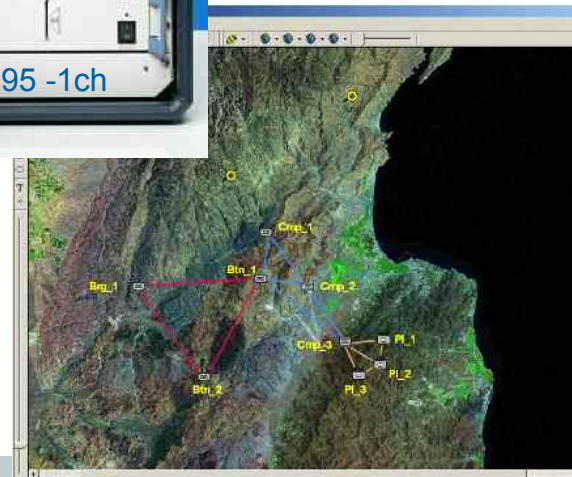 95 -1ch
T
Cmp_1
Btn_1
Brg_1
Cmp_2
Cmp_3
Pl_1
Pl_2
Pl_3
Btn_2